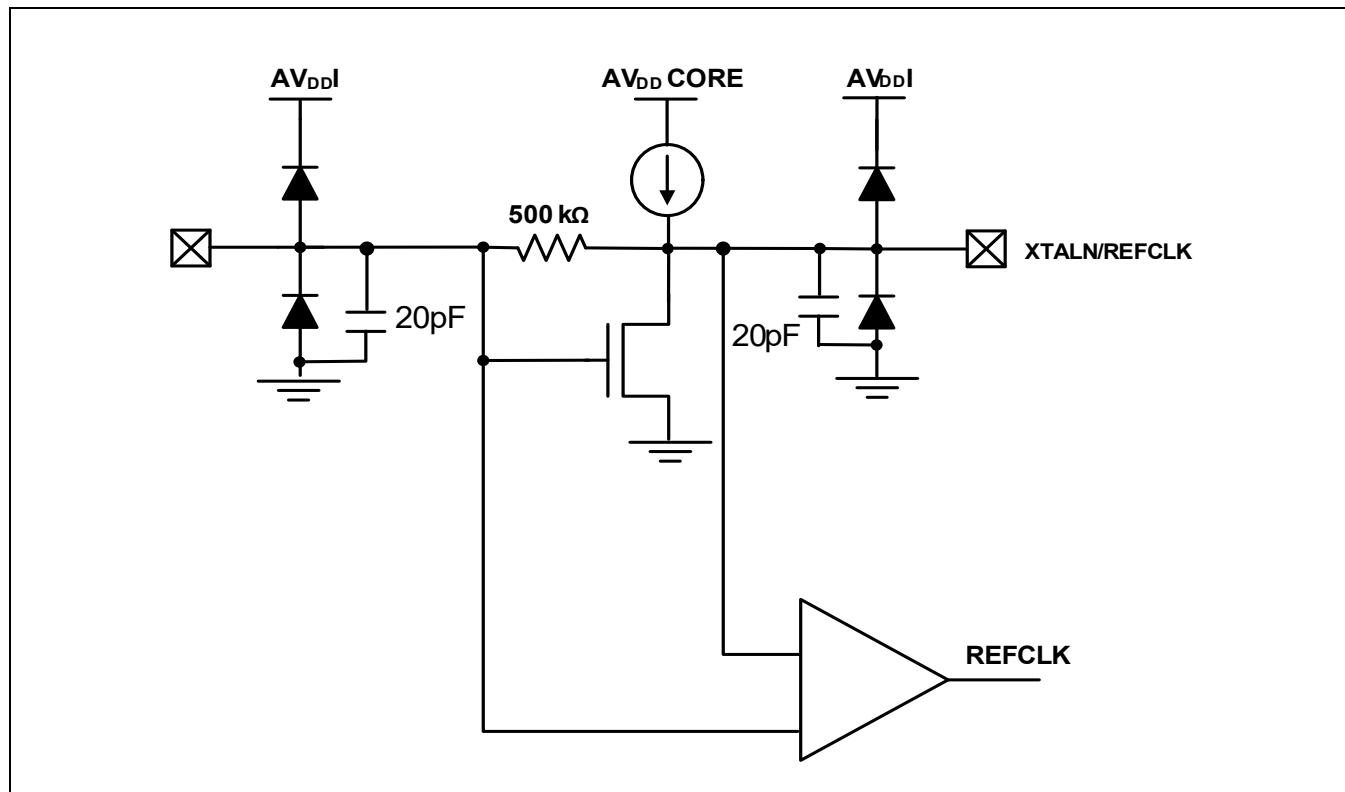 AVDDI
AVDD CORE
AVDDI
500 kΩ
XTALN/REFCLK
20pF
20pF
REFCLK